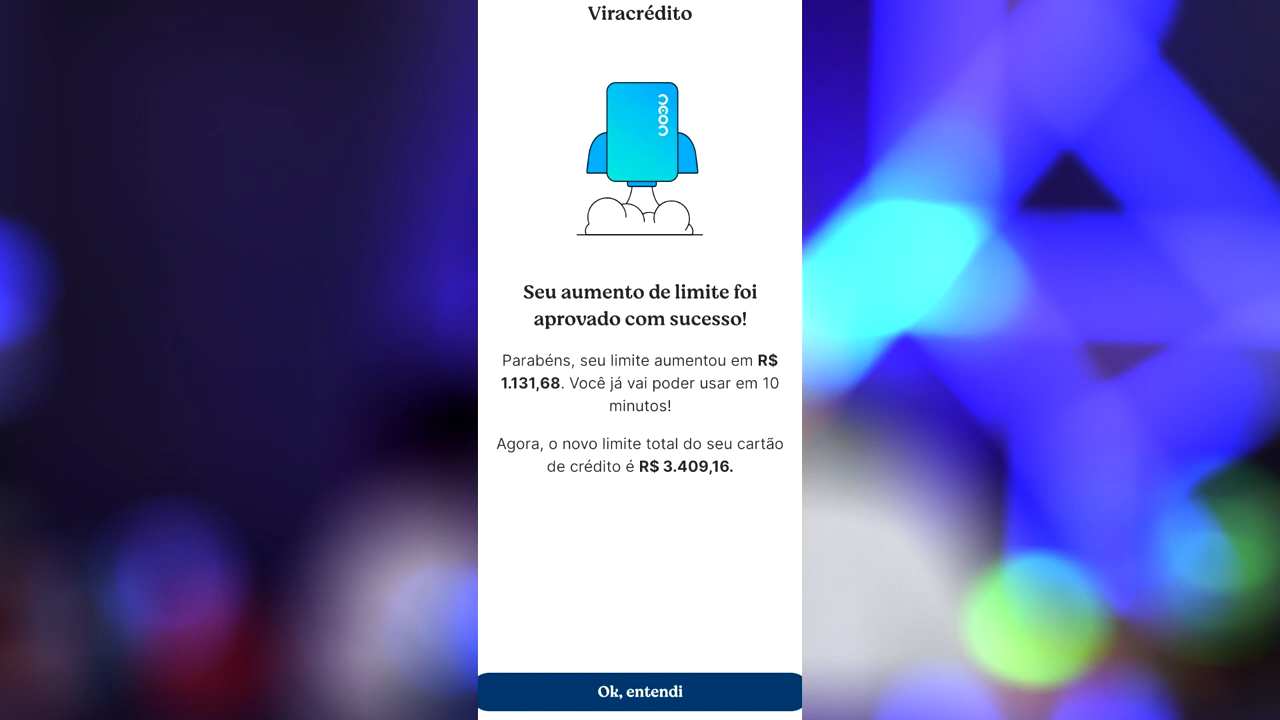 Viracrédito
Seu aumento de limite foi
aprovado com sucesso!
Parabéns, seu limite aumentou em R$
1.131,68. Você já vai poder usar em 10
minutos!
Agora, o novo limite total do seu cartão
de crédito é R$ 3.409,16.
Ok, entendi